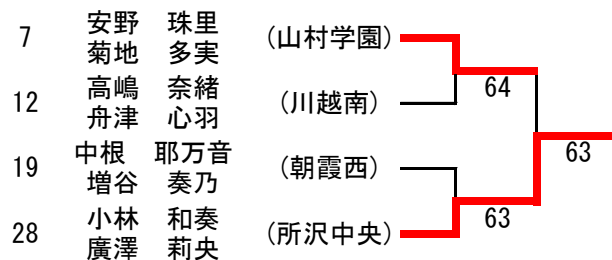 7 安野 珠里 (山村学園)
菊地 多実
64
12 高嶋 奈緒 (川越南)
舟津 心羽
63
19 中根 耶万音 (朝霞西)
増谷 奏乃
63
28 小林 和奏 (所沢中央)
廣澤 莉央